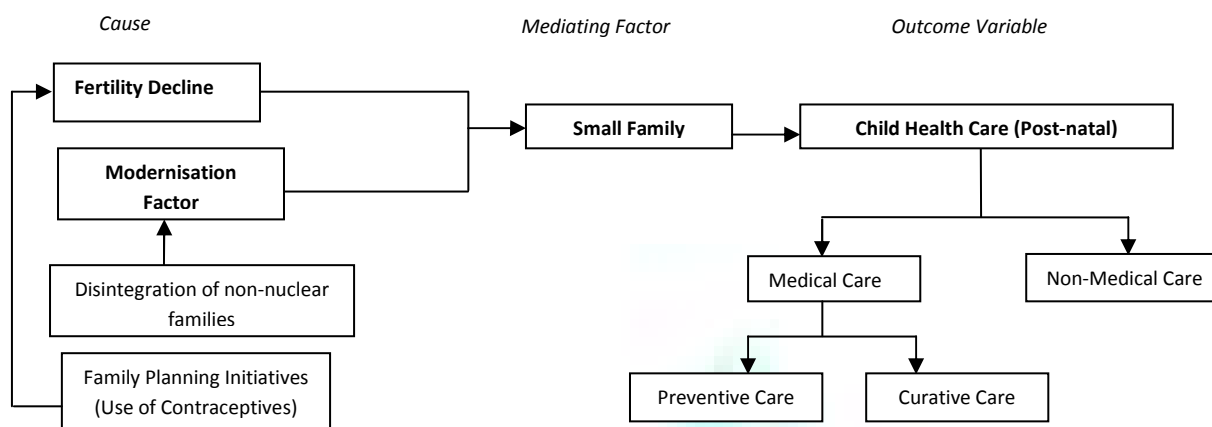 Cause
Mediating Factor
Outcome Variable
Fertility Decline
Small Family
Child Health Care (Post-natal)
Modernisation
Factor
Disintegration of non-nuclear
families
Medical Care
Non-Medical Care
Family Planning Initiatives
(Use of Contraceptives)
Preventive Care
Curative Care